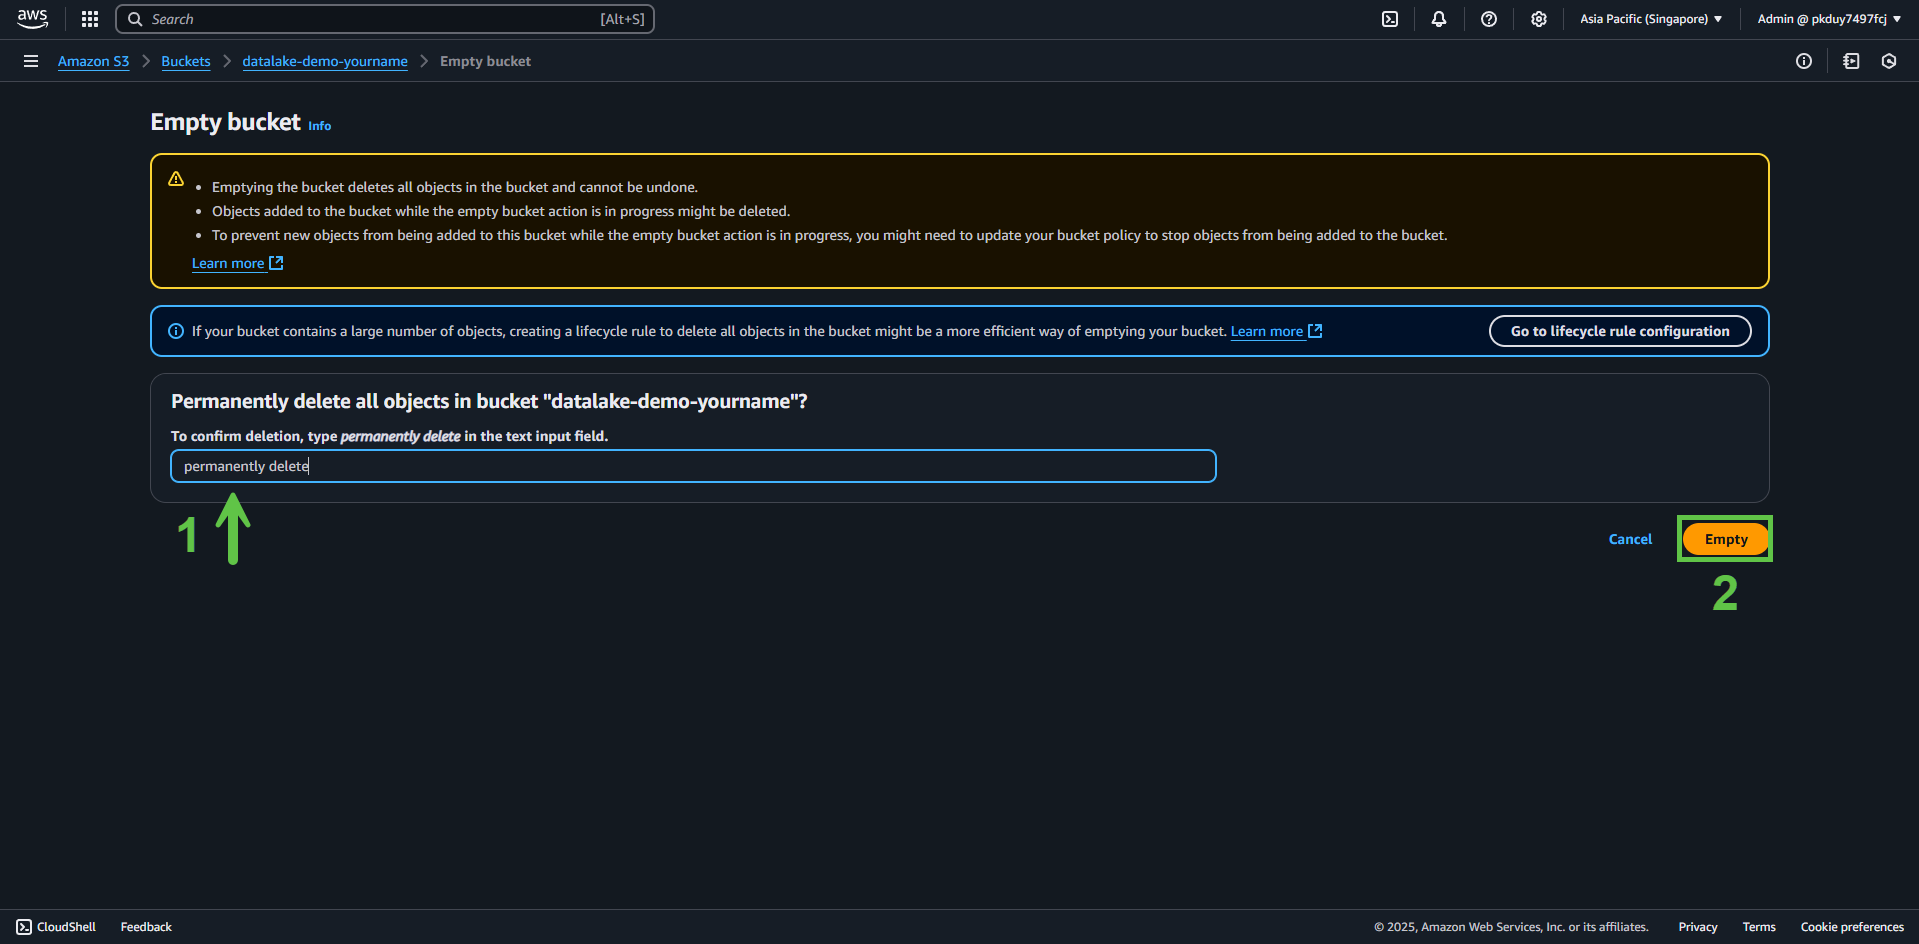 aws Search [Alt+S] Asia Pacific (Singapore) Admin @ pkduy7497fcj
Amazon S3 Buckets datalake-demo-yourname Empty bucket
Empty bucket Info
Emptying the bucket deletes all objects in the bucket and cannot be undone.
Objects added to the bucket while the empty bucket action is in progress might be deleted.
To prevent new objects from being added to this bucket while the empty bucket action is in progress, you might need to update your bucket policy to stop objects from being added to the bucket.
Learn more
If your bucket contains a large number of objects, creating a lifecycle rule to delete all objects in the bucket might be a more efficient way of emptying your bucket. Learn more Go to lifecycle rule configuration
Permanently delete all objects in bucket "datalake-demo-yourname"?
To confirm deletion, type permanently delete in the text input field.
permanently delete
1
Cancel Empty
2
CloudShell Feedback © 2025, Amazon Web Services, Inc. or its affiliates. Privacy Terms Cookie preferences